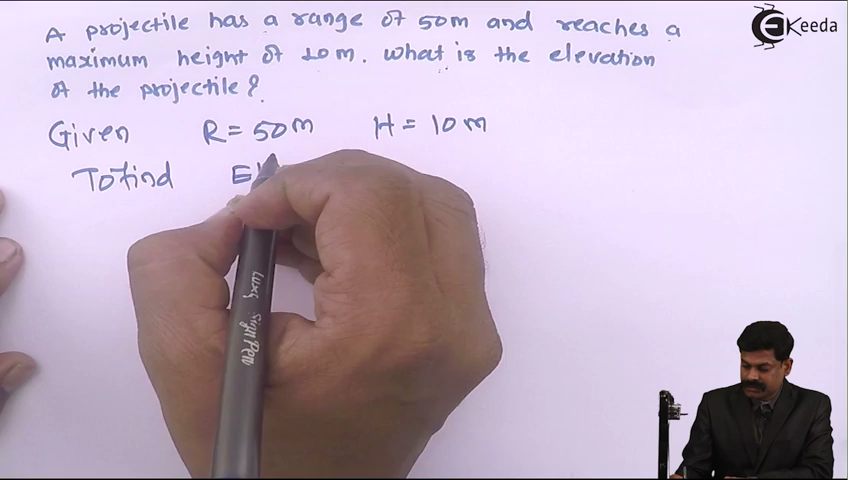 A projectile has a range of 50m and reaches a
maximum height of 10m. What is the elevation
of the projectile?
Given R = 50m H = 10m
To find El
Luxor Sign Pen
EKeeda